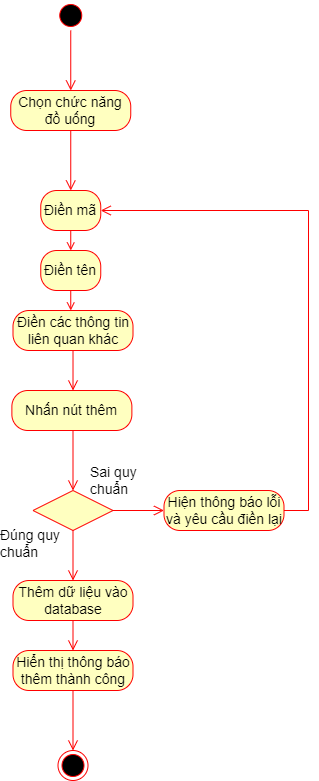 Chọn chức năng
đồ uống
Điền mã
Điền tên
Điền các thông tin
liên quan khác
Nhấn nút thêm
Sai quy
chuẩn
Hiện thông báo lỗi
và yêu cầu điền lại
Đúng quy
chuẩn
Thêm dữ liệu vào
database
Hiển thị thông báo
thêm thành công